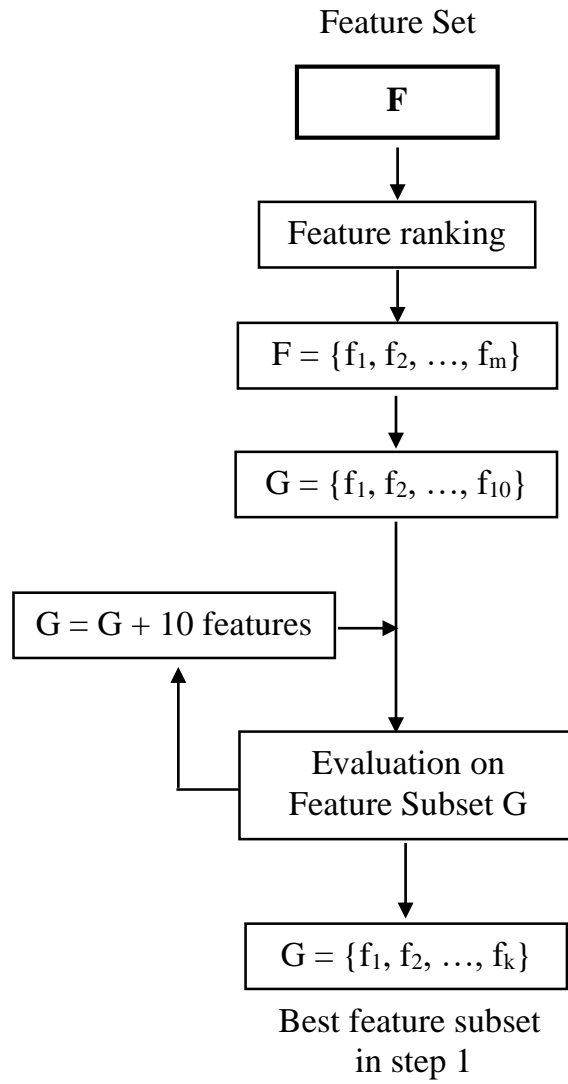 Feature Set
F
Feature ranking
F = {f₁, f₂, …, fₘ}
G = {f₁, f₂, …, f₁₀}
G = G + 10 features
Evaluation on
Feature Subset G
G = {f₁, f₂, …, fₖ}
Best feature subset
in step 1